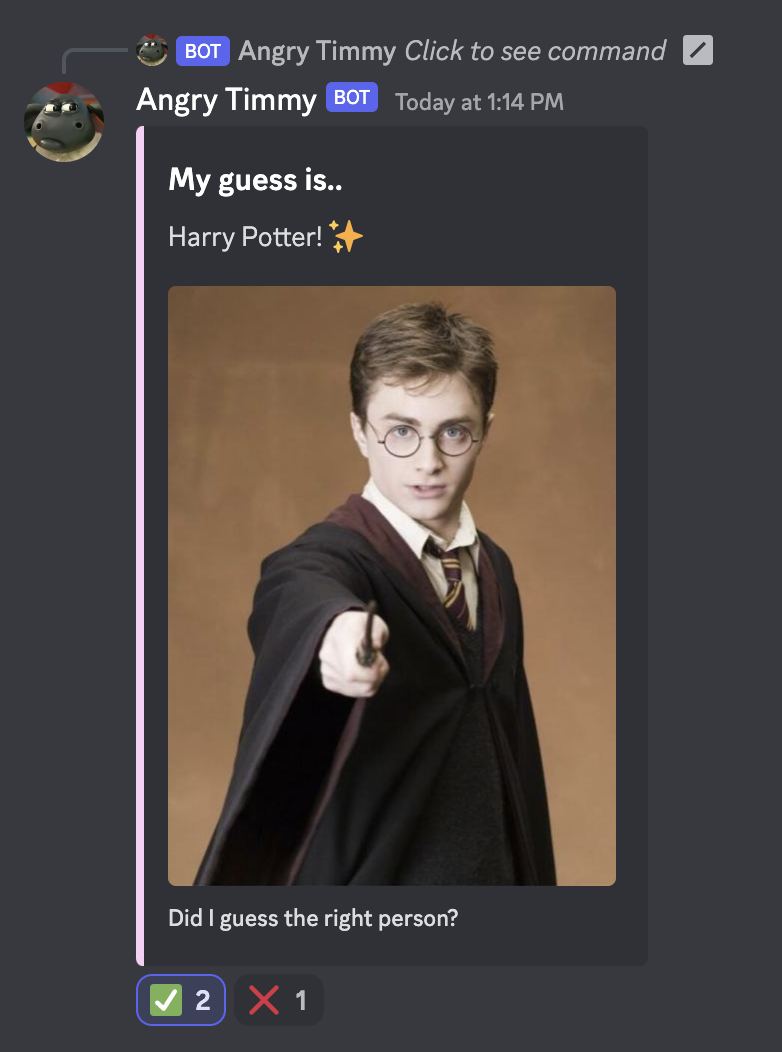 BOT Angry Timmy Click to see command
Angry Timmy BOT Today at 1:14 PM
My guess is..
Harry Potter!
Did I guess the right person?
2 1